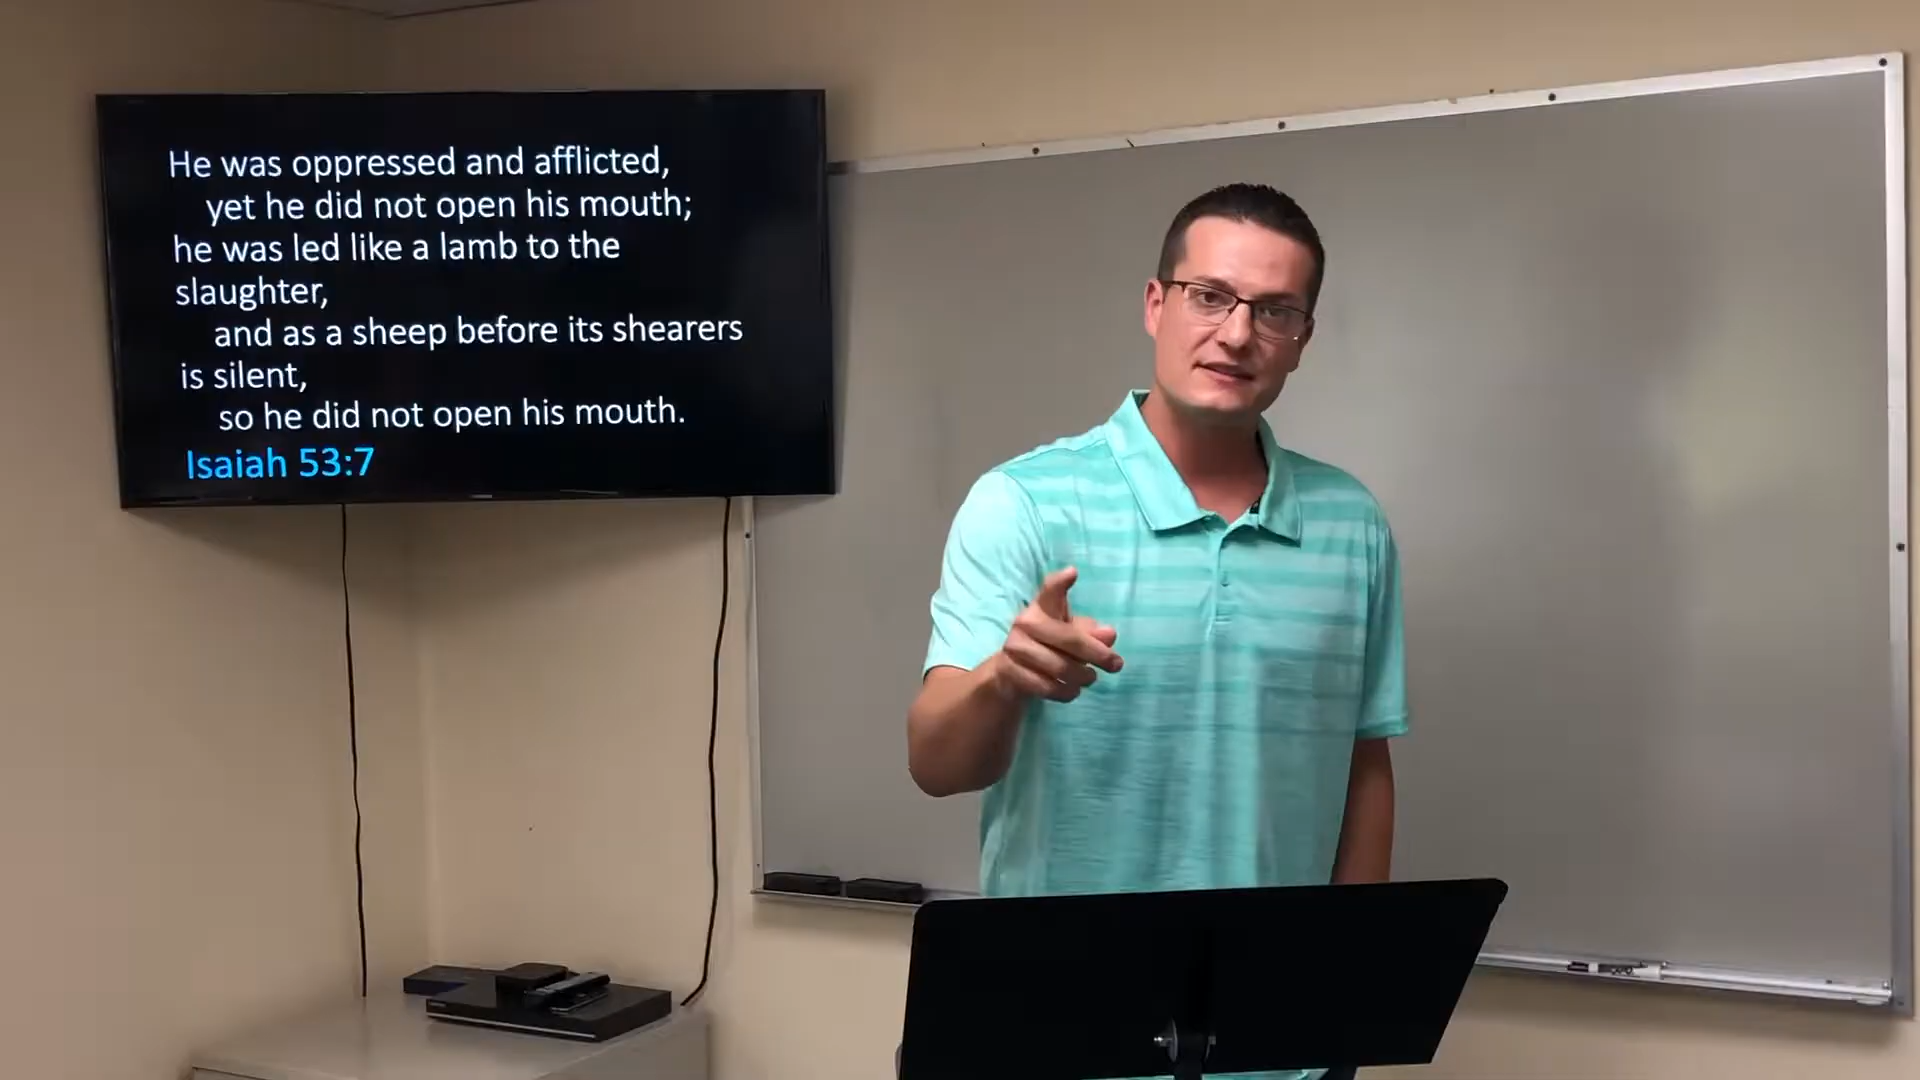 He was oppressed and afflicted,
yet he did not open his mouth;
he was led like a lamb to the
slaughter,
and as a sheep before its shearers
is silent,
so he did not open his mouth.
Isaiah 53:7